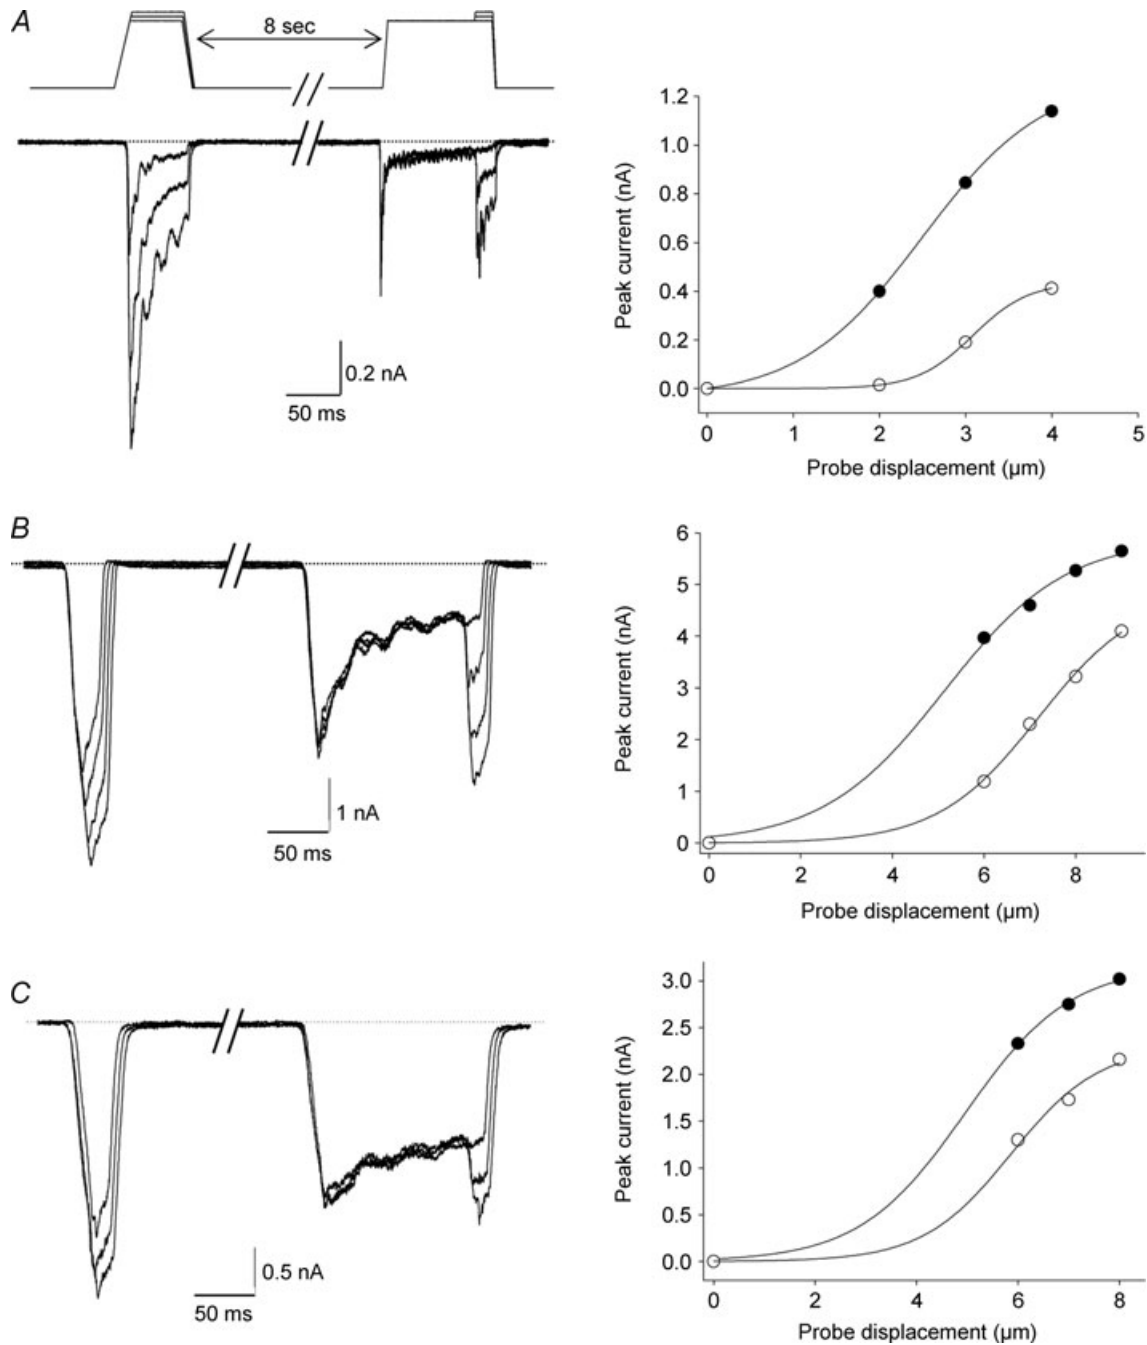 A
8 sec
0.2 nA
50 ms
1.2
1.0
0.8
0.6
0.4
0.2
0.0
Peak current (nA)
0 1 2 3 4 5
Probe displacement (µm)
B
1 nA
50 ms
6
5
4
3
2
1
0
Peak current (nA)
0 2 4 6 8
Probe displacement (µm)
C
0.5 nA
50 ms
3.0
2.5
2.0
1.5
1.0
0.5
0.0
Peak current (nA)
0 2 4 6 8
Probe displacement (µm)